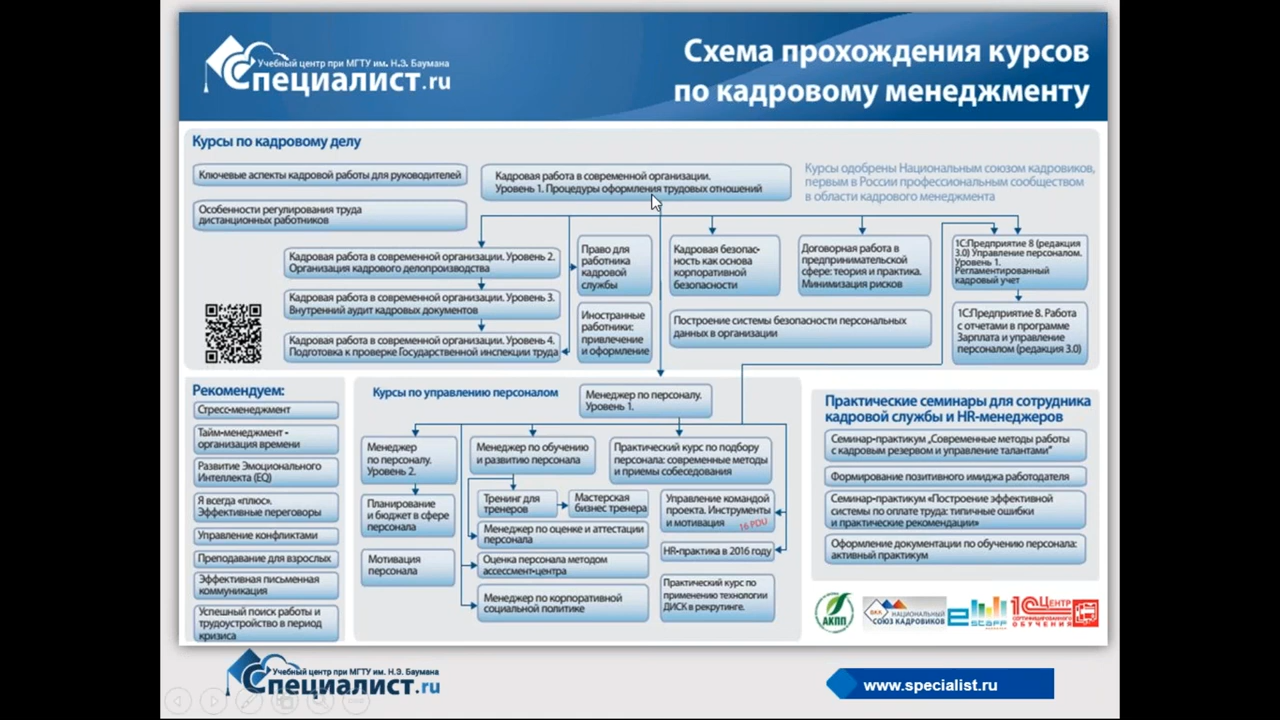 Учебный центр при МГТУ им. Н.Э. Баумана
Специалист.ru
Схема прохождения курсов
по кадровому менеджменту
Курсы по кадровому делу
Ключевые аспекты кадровой работы для руководителей
Особенности регулирования труда
дистанционных работников
Кадровая работа в современной организации.
Уровень 1. Процедуры оформления трудовых отношений
Курсы одобрены Национальным союзом кадровиков,
первым в России профессиональным сообществом
в области кадрового менеджмента
Кадровая работа в современной организации. Уровень 2.
Организация кадрового делопроизводства
Кадровая работа в современной организации. Уровень 3.
Внутренний аудит кадровых документов
Кадровая работа в современной организации. Уровень 4.
Подготовка к проверке Государственной инспекции труда
Право для
работника
кадровой
службы
Иностранные
работники:
привлечение
и оформление
Кадровая безопас-
ность как основа
корпоративной
безопасности
Договорная работа в
предпринимательской
сфере: теория и практика.
Минимизация рисков
Построение системы безопасности персональных
данных в организации
1С:Предприятие 8 (редакция
3.0) Управление персоналом.
Уровень 1.
Регламентированный
кадровый учет
1С:Предприятие 8. Работа
с отчетами в программе
Зарплата и управление
персоналом (редакция 3.0)
Рекомендуем:
Стресс-менеджмент
Тайм-менеджмент -
организация времени
Развитие Эмоционального
Интеллекта (EQ)
Я всегда «плюс».
Эффективные переговоры
Управление конфликтами
Преподавание для взрослых
Эффективная письменная
коммуникация
Успешный поиск работы и
трудоустройство в период
кризиса
Курсы по управлению персоналом
Менеджер по персоналу.
Уровень 1.
Менеджер
по персоналу.
Уровень 2.
Планирование
и бюджет в сфере
персонала
Мотивация
персонала
Менеджер по обучению
и развитию персонала
Тренинг для
тренеров
Мастерская
бизнес тренера
Менеджер по оценке и аттестации
персонала
Оценка персонала методом
ассессмент-центра
Менеджер по корпоративной
социальной политике
Практический курс по подбору
персонала: современные методы
и приемы собеседования
Управление командой
проекта. Инструменты
и мотивация
16 PDU
HR-практика в 2016 году
Практический курс по
применению технологии
ДИСК в рекрутинге.
Практические семинары для сотрудника
кадровой службы и HR-менеджеров
Семинар-практикум „Современные методы работы
с кадровым резервом и управление талантами”
Формирование позитивного имиджа работодателя
Семинар-практикум «Построение эффективной
системы по оплате труда: типичные ошибки
и практические рекомендации»
Оформление документации по обучению персонала:
активный практикум
АКПП
ВКК
НАЦИОНАЛЬНЫЙ
СОЮЗ КАДРОВИКОВ
e staff
1С Центр
СЕРТИФИЦИРОВАННОГО
ОБУЧЕНИЯ
Учебный центр при МГТУ им. Н.Э. Баумана
Специалист.ru
www.specialist.ru